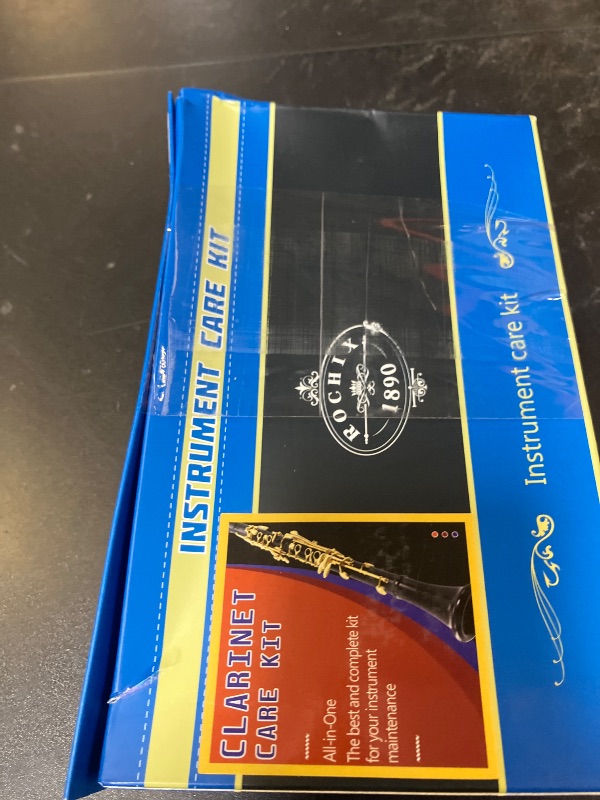 INSTRUMENT CARE KIT
ROCHIX
1890
Instrument care kit
CLARINET
CARE KIT
All-in-One
The best and complete kit
for your instrument
maintenance